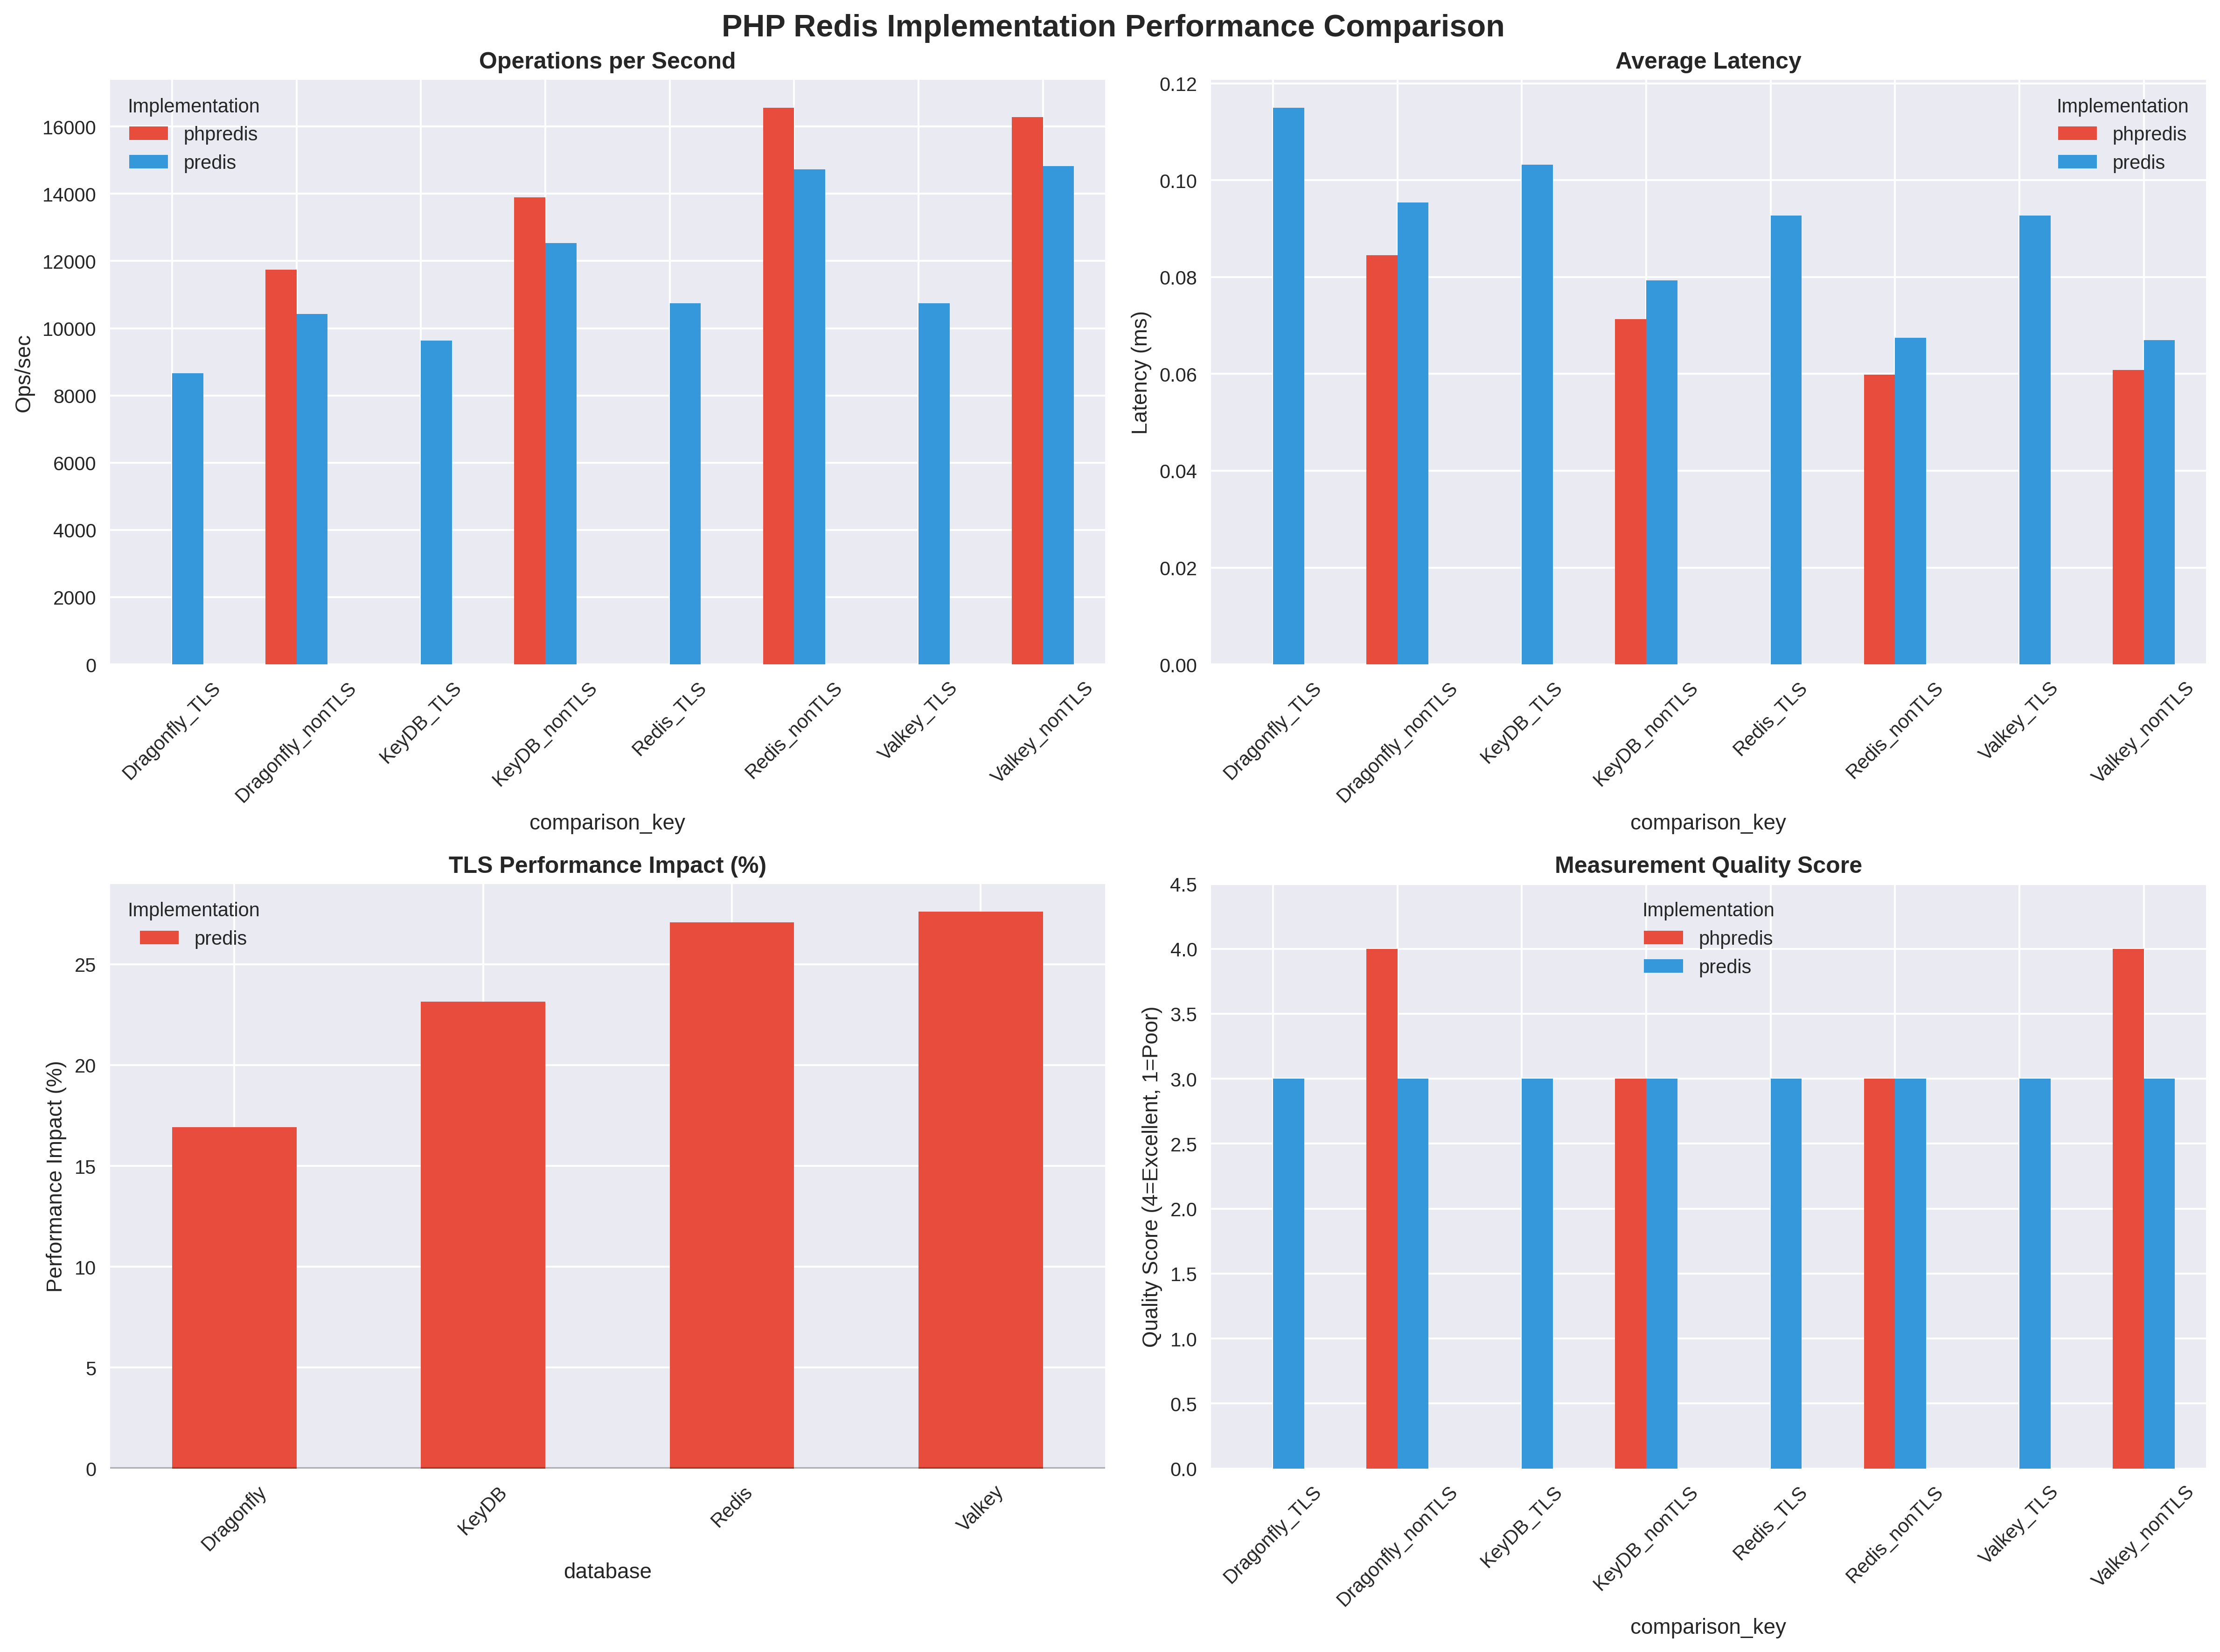 PHP Redis Implementation Performance Comparison
Operations per Second
Ops/sec
16000
14000
12000
10000
8000
6000
4000
2000
0
Implementation
phpredis
predis
Dragonfly_TLS
Dragonfly_nonTLS
KeyDB_TLS
KeyDB_nonTLS
Redis_TLS
Redis_nonTLS
Valkey_TLS
Valkey_nonTLS
comparison_key
Average Latency
Latency (ms)
0.12
0.10
0.08
0.06
0.04
0.02
0.00
Implementation
phpredis
predis
Dragonfly_TLS
Dragonfly_nonTLS
KeyDB_TLS
KeyDB_nonTLS
Redis_TLS
Redis_nonTLS
Valkey_TLS
Valkey_nonTLS
comparison_key
TLS Performance Impact (%)
Performance Impact (%)
25
20
15
10
5
0
Implementation
predis
Dragonfly
KeyDB
Redis
Valkey
database
Measurement Quality Score
Quality Score (4=Excellent, 1=Poor)
4.5
4.0
3.5
3.0
2.5
2.0
1.5
1.0
0.5
0.0
Implementation
phpredis
predis
Dragonfly_TLS
Dragonfly_nonTLS
KeyDB_TLS
KeyDB_nonTLS
Redis_TLS
Redis_nonTLS
Valkey_TLS
Valkey_nonTLS
comparison_key